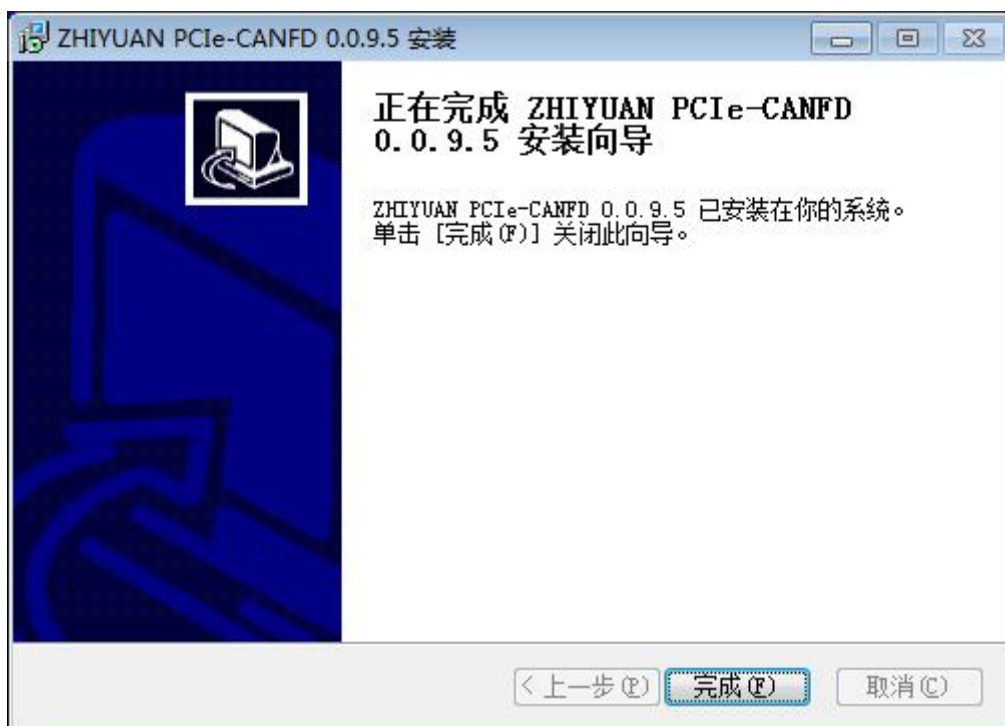 ZHIYUAN PCIe-CANFD 0.0.9.5 安装
正在完成 ZHIYUAN PCIe-CANFD
0.0.9.5 安装向导
ZHIYUAN PCIe-CANFD 0.0.9.5 已安装在你的系统。
单击 [完成(F)] 关闭此向导。
< 上一步(P) 完成(F) 取消(C)